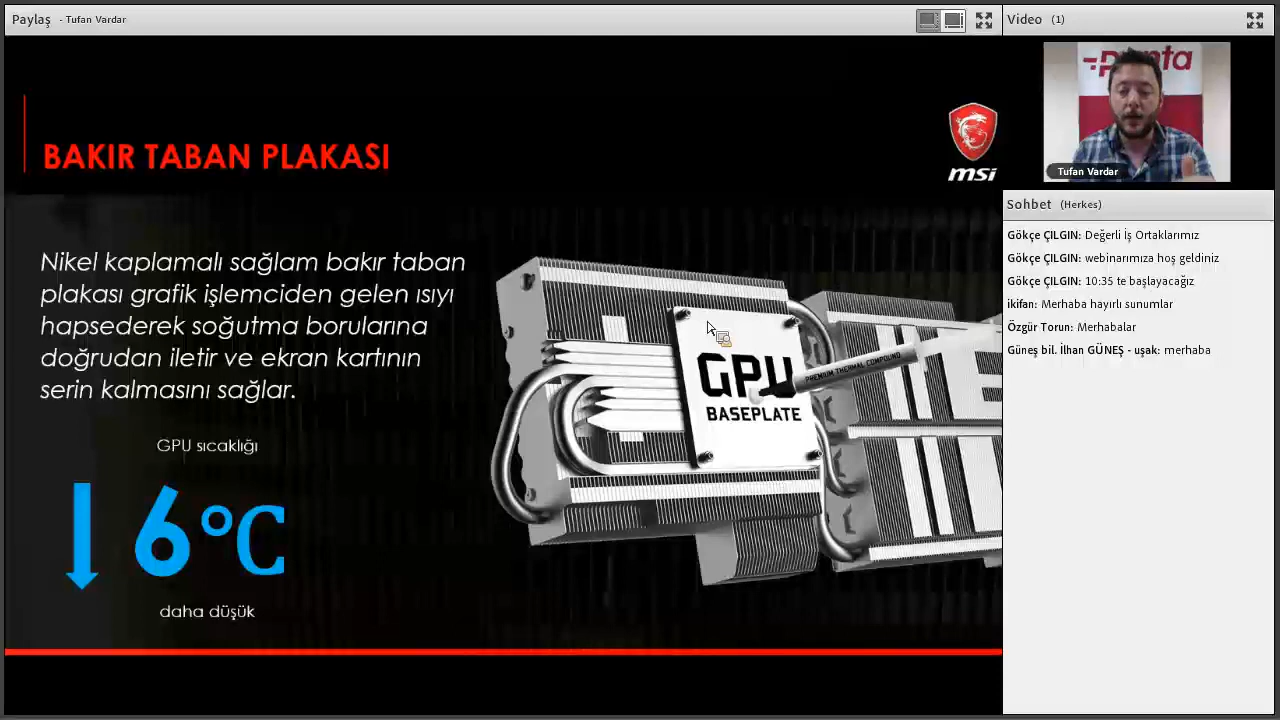 Paylaş - Tufan Vardar
Video (1)
BAKIR TABAN PLAKASI
msi
penta
Tufan Vardar
Nikel kaplamalı sağlam bakır taban
plakası grafik işlemciden gelen ısıyı
hapsederek soğutma borularına
doğrudan iletir ve ekran kartının
serin kalmasını sağlar.
GPU sıcaklığı
6°C
daha düşük
GPU
BASEPLATE
PREMIUM THERMAL COMPOUND
Sohbet (Herkes)
Gökçe ÇILGIN: Değerli İş Ortaklarımız
Gökçe ÇILGIN: webinarımıza hoş geldiniz
Gökçe ÇILGIN: 10:35 te başlayacağız
ikifan: Merhaba hayırlı sunumlar
Özgür Torun: Merhabalar
Güneş bil. İlhan GÜNEŞ - uşak: merhaba